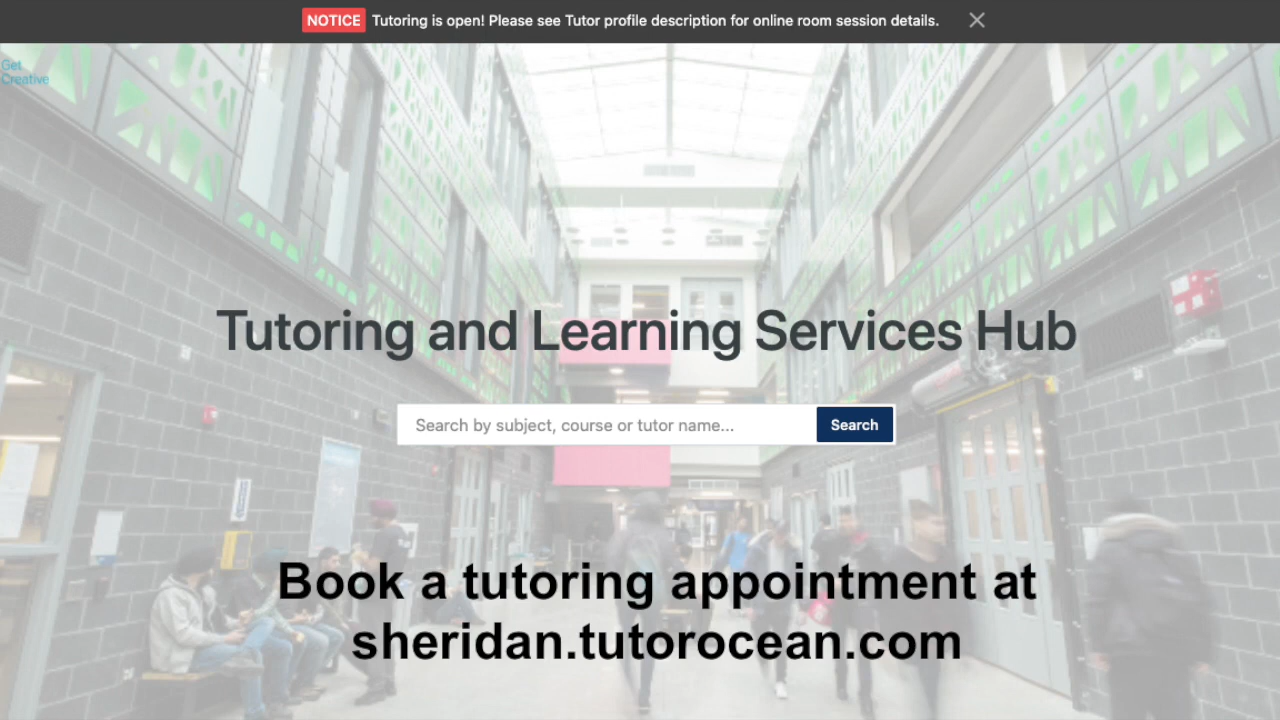 NOTICE Tutoring is open! Please see Tutor profile description for online room session details.
Get
Creative
Tutoring and Learning Services Hub
Search by subject, course or tutor name...
Search
Book a tutoring appointment at
sheridan.tutorocean.com